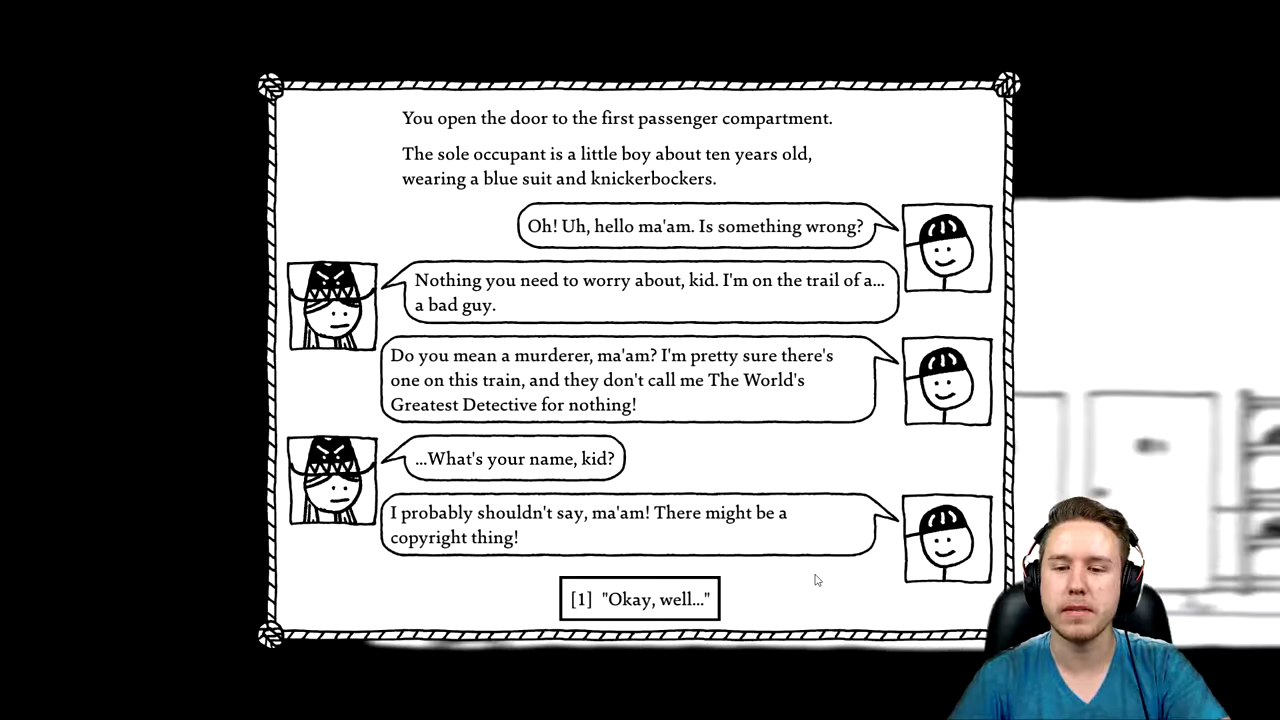 You open the door to the first passenger compartment.
The sole occupant is a little boy about ten years old,
wearing a blue suit and knickerbockers.
Oh! Uh, hello ma'am. Is something wrong?
Nothing you need to worry about, kid. I'm on the trail of a...
a bad guy.
Do you mean a murderer, ma'am? I'm pretty sure there's
one on this train, and they don't call me The World's
Greatest Detective for nothing!
...What's your name, kid?
I probably shouldn't say, ma'am! There might be a
copyright thing!
[1] "Okay, well..."